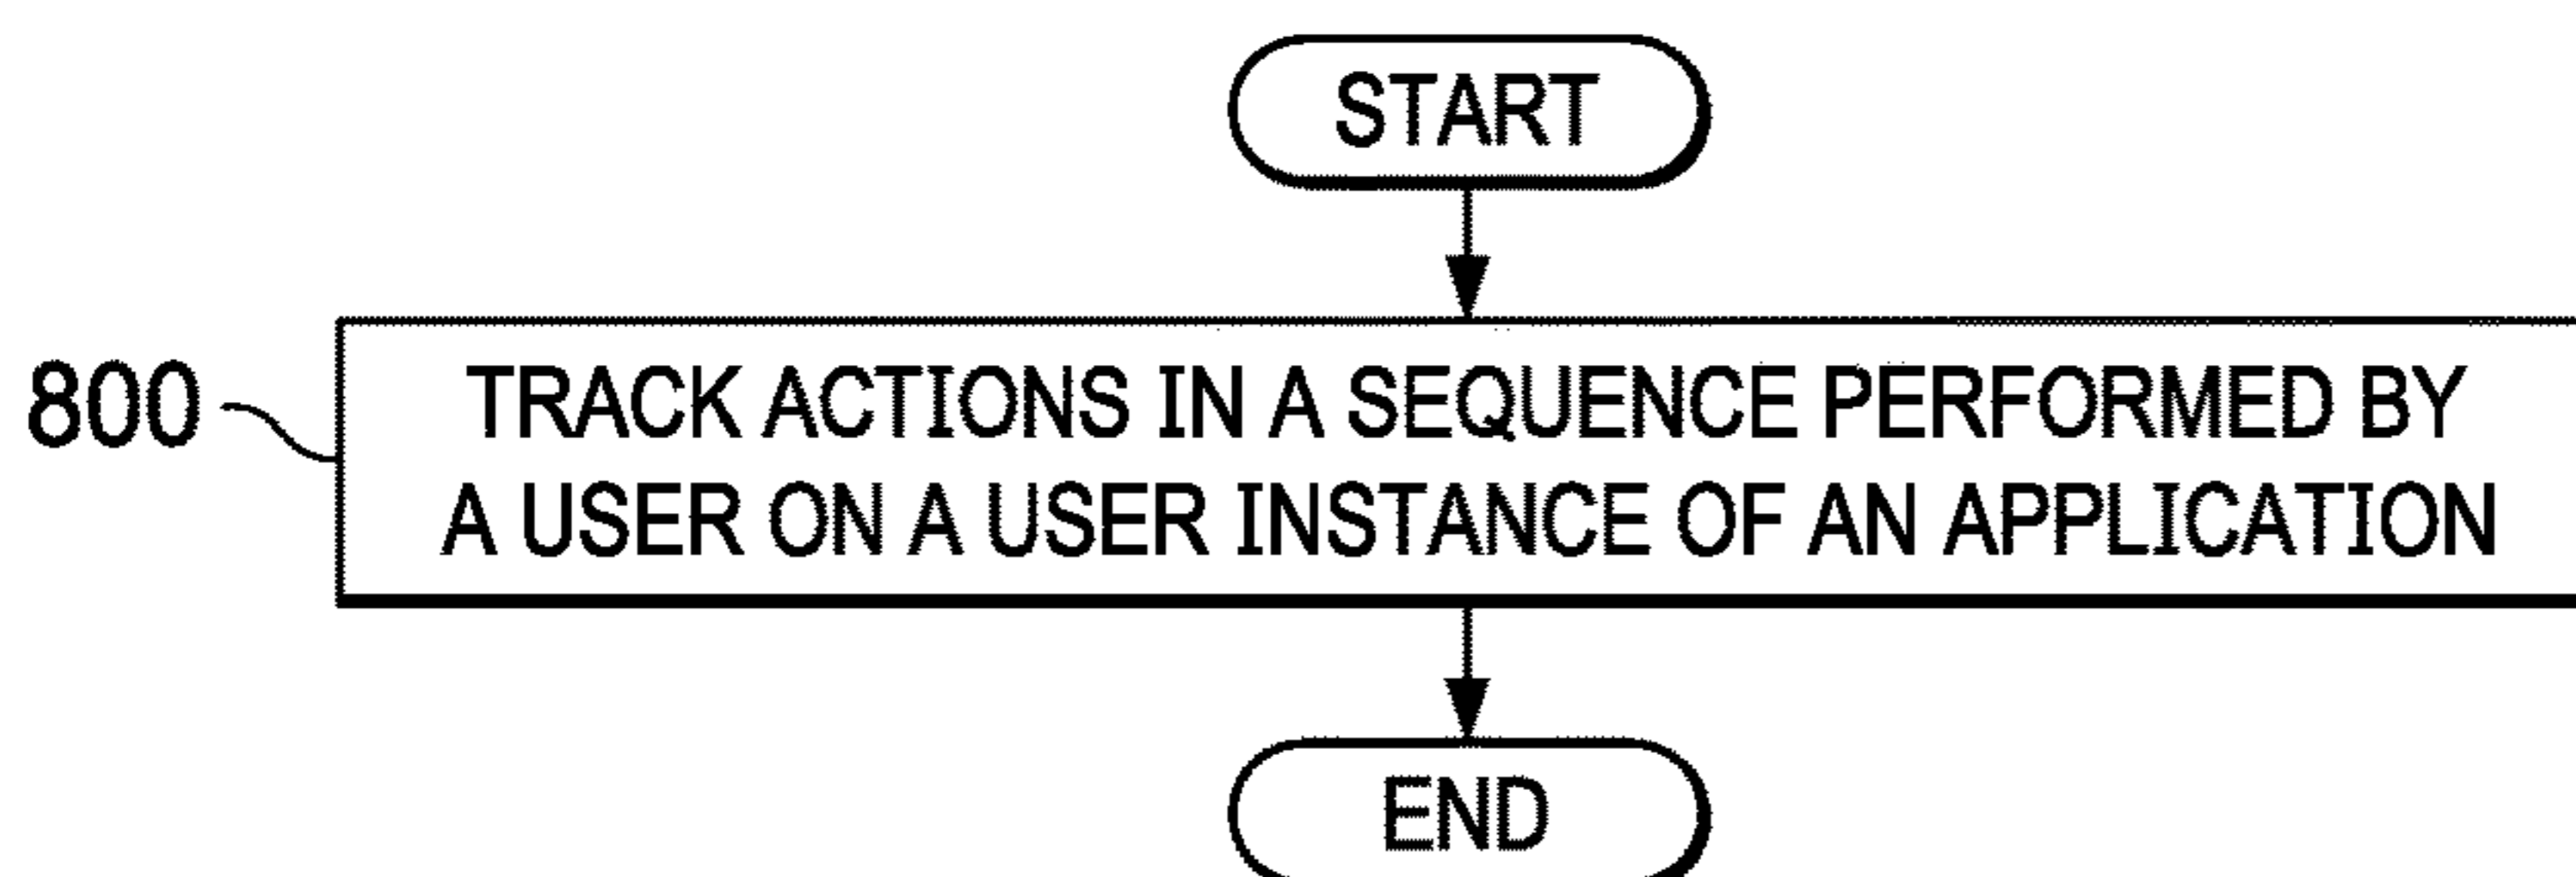 START
800
TRACK ACTIONS IN A SEQUENCE PERFORMED BY
A USER ON A USER INSTANCE OF AN APPLICATION
END